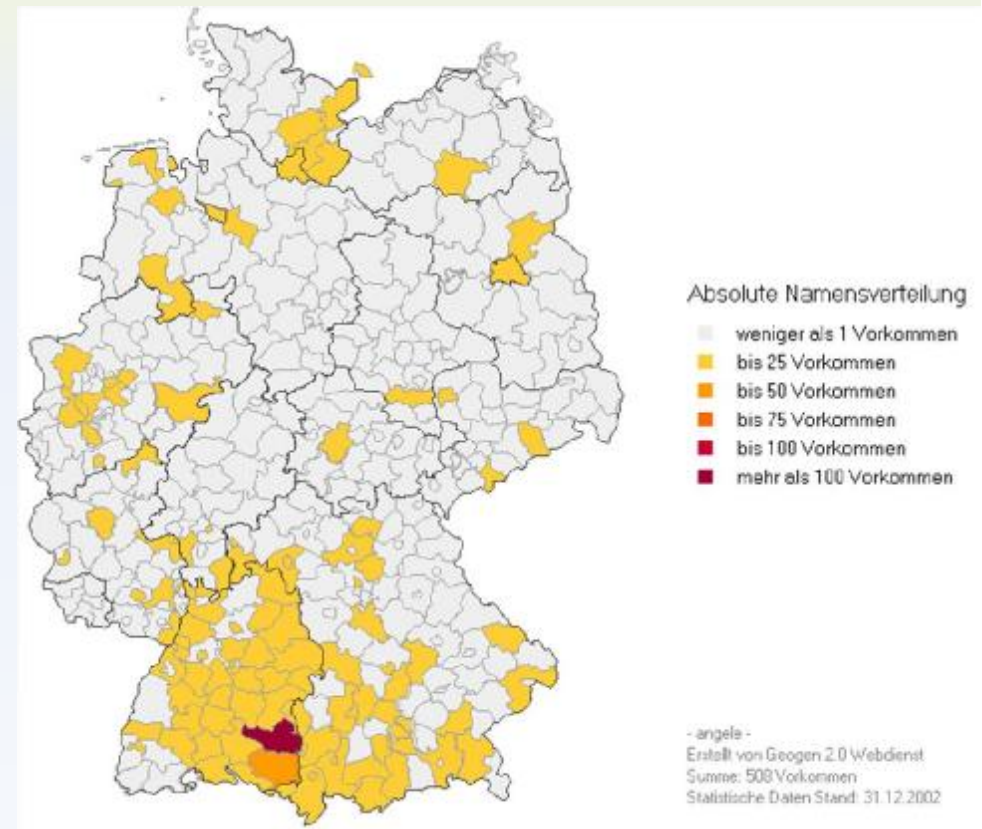 Absolute Namensverteilung
weniger als 1 Vorkommen
bis 25 Vorkommen
bis 50 Vorkommen
bis 75 Vorkommen
bis 100 Vorkommen
mehr als 100 Vorkommen
- angele -
Erstellt von Geogen 2.0 Webdienst
Summe: 508 Vorkommen
Statistische Daten Stand: 31.12.2002